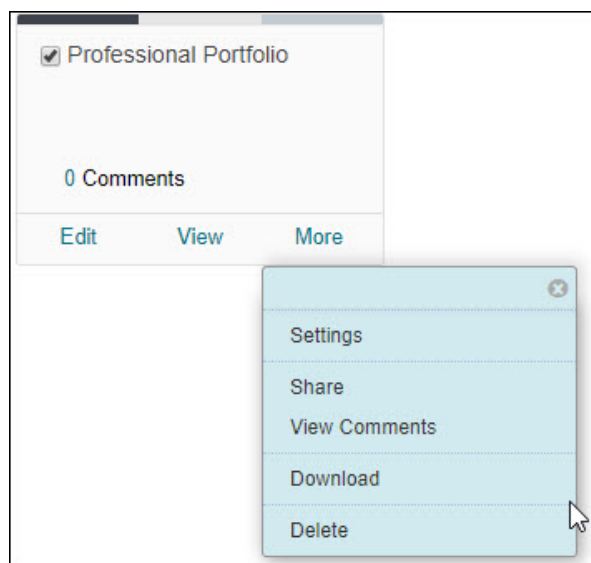 Professional Portfolio
0 Comments
Edit View More
Settings
Share
View Comments
Download
Delete